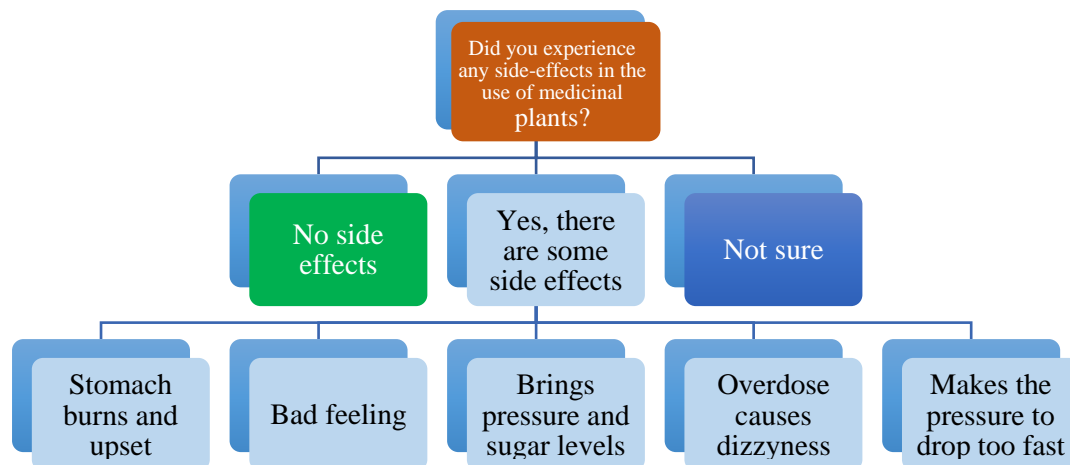 Did you experience
any side-effects in the
use of medicinal
plants?
No side
effects
Yes, there
are some
side effects
Not sure
Stomach
burns and
upset
Bad feeling
Brings
pressure and
sugar levels
Overdose
causes
dizzyness
Makes the
pressure to
drop too fast